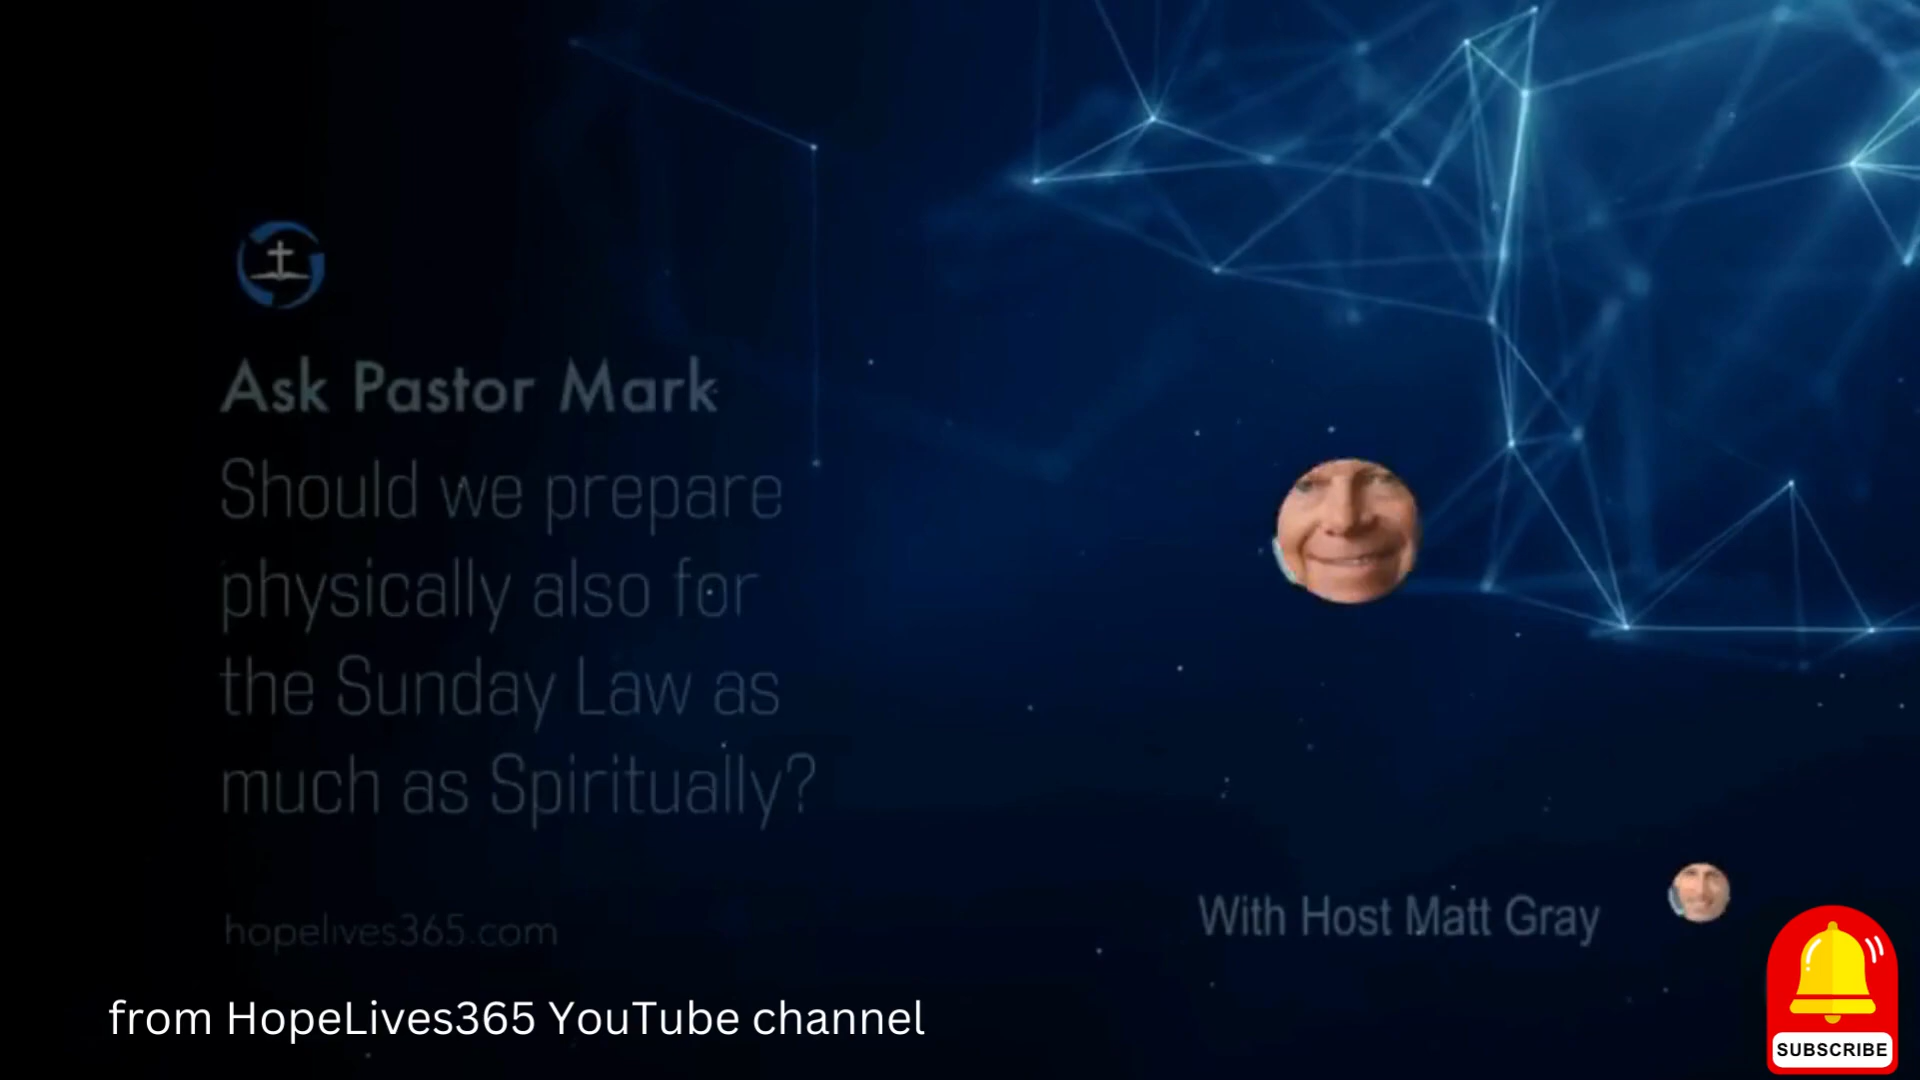 Ask Pastor Mark
Should we prepare
physically also for
the Sunday Law as
much as Spiritually?
hopelives365.com
With Host Matt Gray
from HopeLives365 YouTube channel
SUBSCRIBE